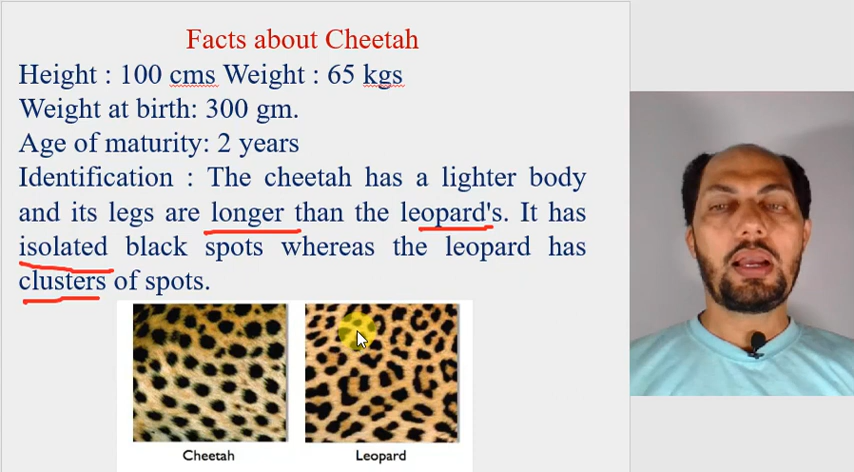 Facts about Cheetah
Height : 100 cms Weight : 65 kgs
Weight at birth: 300 gm.
Age of maturity: 2 years
Identification : The cheetah has a lighter body
and its legs are longer than the leopard's. It has
isolated black spots whereas the leopard has
clusters of spots.
Cheetah
Leopard